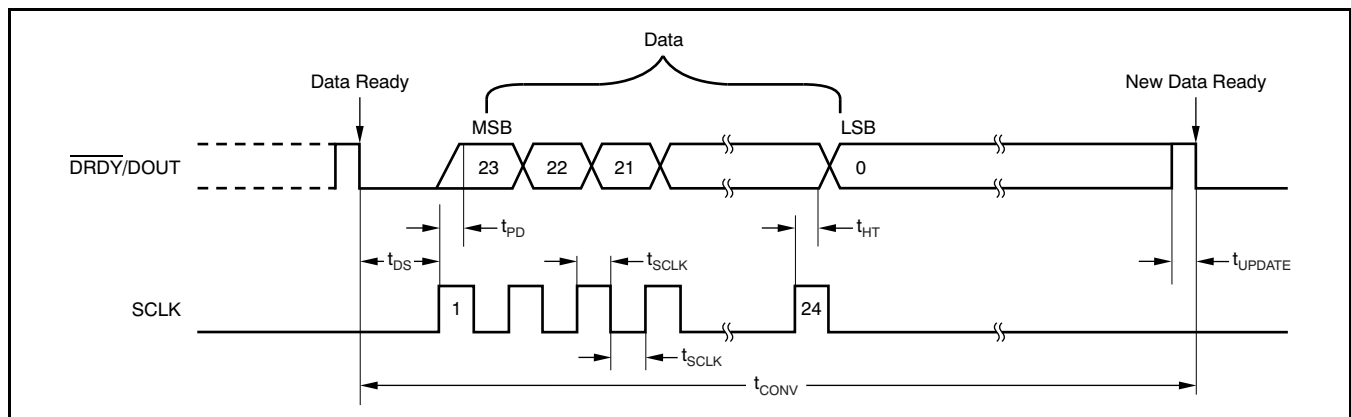 Data
Data Ready
New Data Ready
MSB
LSB
DRDY/DOUT
23
22
21
0
tPD
tHT
tDS
tSCLK
tUPDATE
SCLK
1
24
tSCLK
tCONV